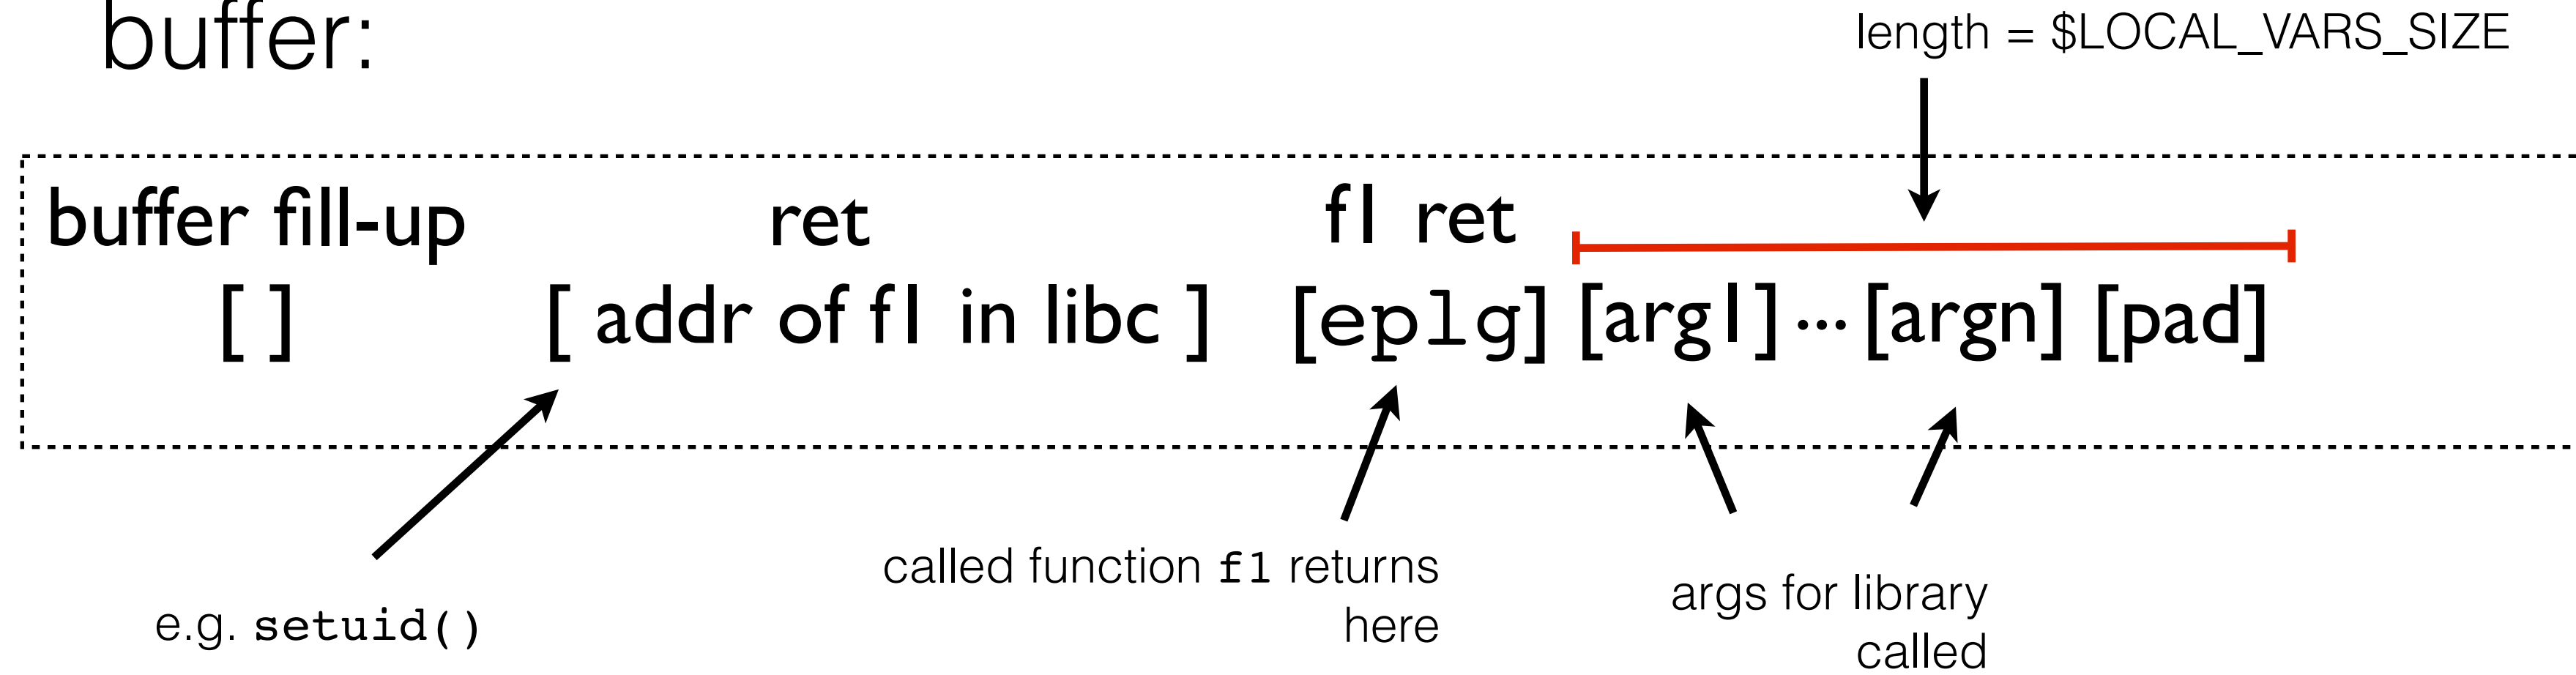 buffer:
length = $LOCAL_VARS_SIZE
buffer fill-up ret f1 ret
[ ] [ addr of f1 in libc ] [eplg] [arg1] ... [argn] [pad]
called function f1 returns
here
e.g. setuid()
args for library
called